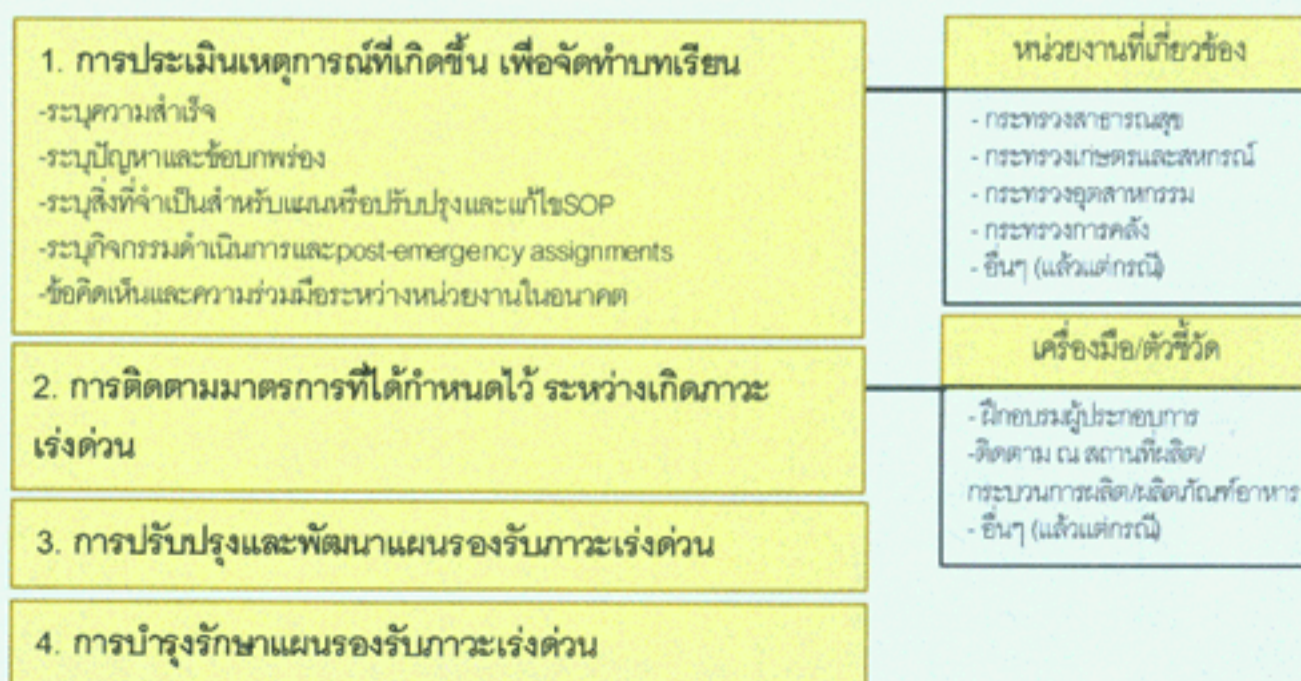 1. การประเมินเหตุการณ์ที่เกิดขึ้น เพื่อจัดทำบทเรียน
-ระบุความสำเร็จ
-ระบุปัญหาและข้อบกพร่อง
-ระบุสิ่งที่จำเป็นสำหรับแผนหรือปรับปรุงและแก้ไขSOP
-ระบุกิจกรรมดำเนินการและpost-emergency assignments
-ข้อคิดเห็นและความร่วมมือระหว่างหน่วยงานในอนาคต
หน่วยงานที่เกี่ยวข้อง
- กระทรวงสาธารณสุข
- กระทรวงเกษตรและสหกรณ์
- กระทรวงอุตสาหกรรม
- กระทรวงการคลัง
- อื่นๆ (แล้วแต่กรณี)
2. การติดตามมาตรการที่ได้กำหนดไว้ ระหว่างเกิดภาวะ
เร่งด่วน
เครื่องมือ/ตัวชี้วัด
- ฝึกอบรมผู้ประกอบการ
-ติดตาม ณ สถานที่ผลิต/
กระบวนการผลิต/ผลิตภัณฑ์อาหาร
- อื่นๆ (แล้วแต่กรณี)
3. การปรับปรุงและพัฒนาแผนรองรับภาวะเร่งด่วน
4. การบำรุงรักษาแผนรองรับภาวะเร่งด่วน